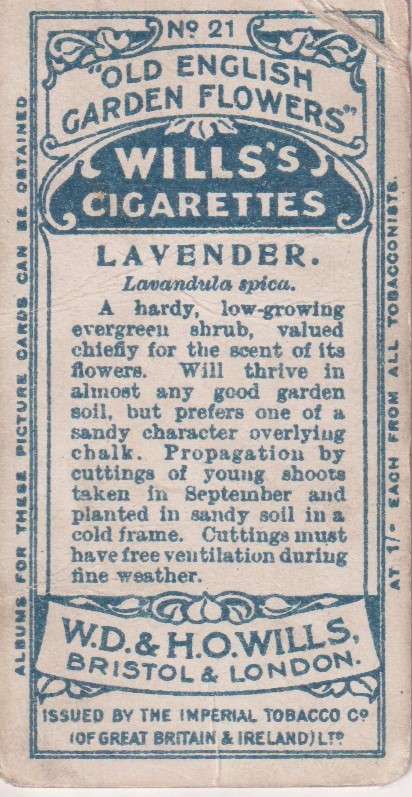 No 21
"OLD ENGLISH
GARDEN FLOWERS"
WILLS'S
CIGARETTES
LAVENDER.
Lavandula spica.
A hardy, low-growing
evergreen shrub, valued
chiefly for the scent of its
flowers. Will thrive in
almost any good garden
soil, but prefers one of a
sandy character overlying
chalk. Propagation by
cuttings of young shoots
taken in September and
planted in sandy soil in a
cold frame. Cuttings must
have free ventilation during
fine weather.
W.D. & H.O. WILLS,
BRISTOL & LONDON.
ISSUED BY THE IMPERIAL TOBACCO Co
(OF GREAT BRITAIN & IRELAND) LTD.
ALBUMS FOR THESE PICTURE CARDS CAN BE OBTAINED
AT 1/- EACH FROM ALL TOBACCONISTS.